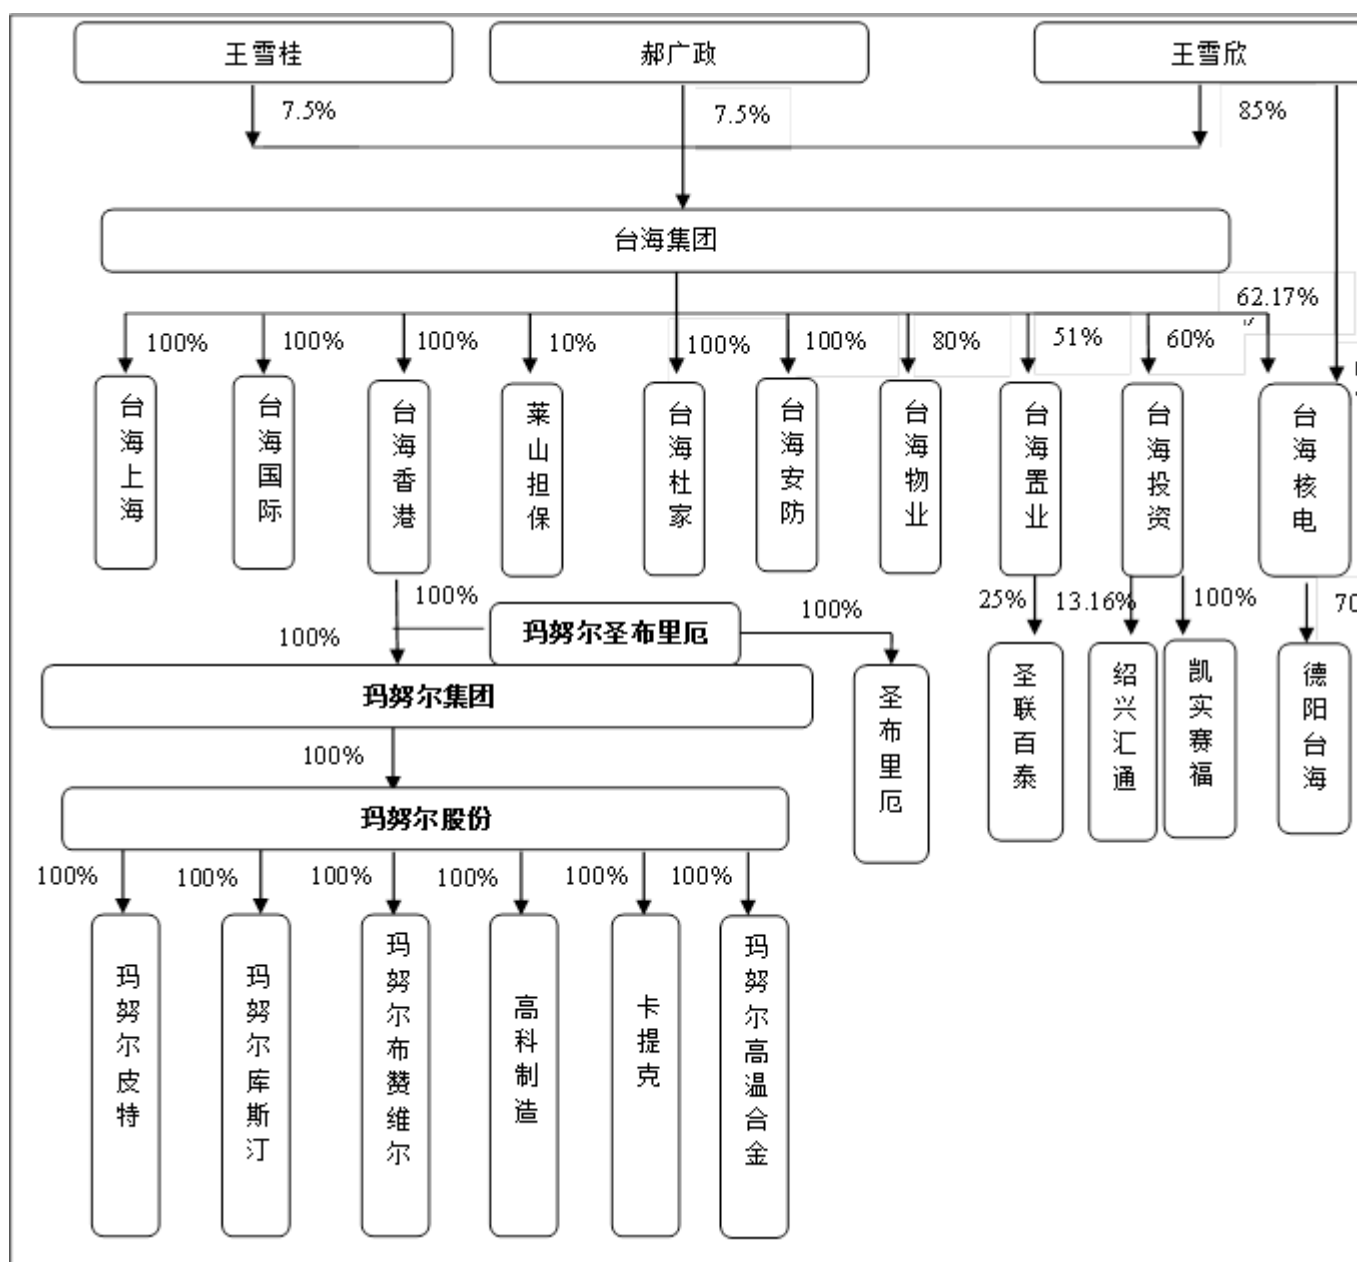 王雪桂
郝广政
王雪欣
7.5%
7.5%
85%
台海集团
62.17%
100%
100%
100%
10%
100%
100%
80%
51%
60%
台海上海
台海国际
台海香港
莱山担保
台海杜家
台海安防
台海物业
台海置业
台海投资
台海核电
100%
100%
100%
25%
13.16%
100%
70
玛努尔圣布里厄
玛努尔集团
圣布里厄
圣联百泰
绍兴汇通
凯实赛福
德阳台海
100%
玛努尔股份
100%
100%
100%
100%
100%
100%
玛努尔皮特
玛努尔库斯汀
玛努尔布赞维尔
高科制造
卡提克
玛努尔高温合金